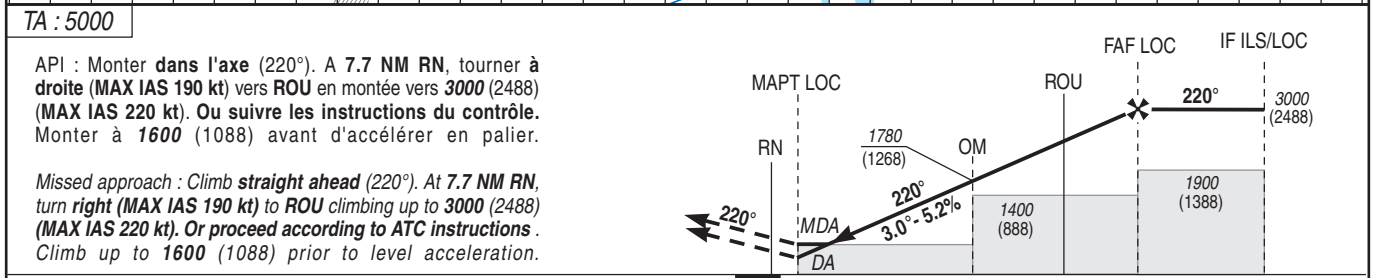 TA : 5000
API : Monter dans l'axe (220°). A 7.7 NM RN, tourner à
droite (MAX IAS 190 kt) vers ROU en montée vers 3000 (2488)
(MAX IAS 220 kt). Ou suivre les instructions du contrôle.
Monter à 1600 (1088) avant d'accélérer en palier.
Missed approach : Climb straight ahead (220°). At 7.7 NM RN,
turn right (MAX IAS 190 kt) to ROU climbing up to 3000 (2488)
(MAX IAS 220 kt). Or proceed according to ATC instructions .
Climb up to 1600 (1088) prior to level acceleration.
FAF LOC
IF ILS/LOC
MAPT LOC
ROU
220°
3000
(2488)
RN
1780
(1268)
OM
220°
3.0°- 5.2%
1900
(1388)
1400
(888)
220°
MDA
DA